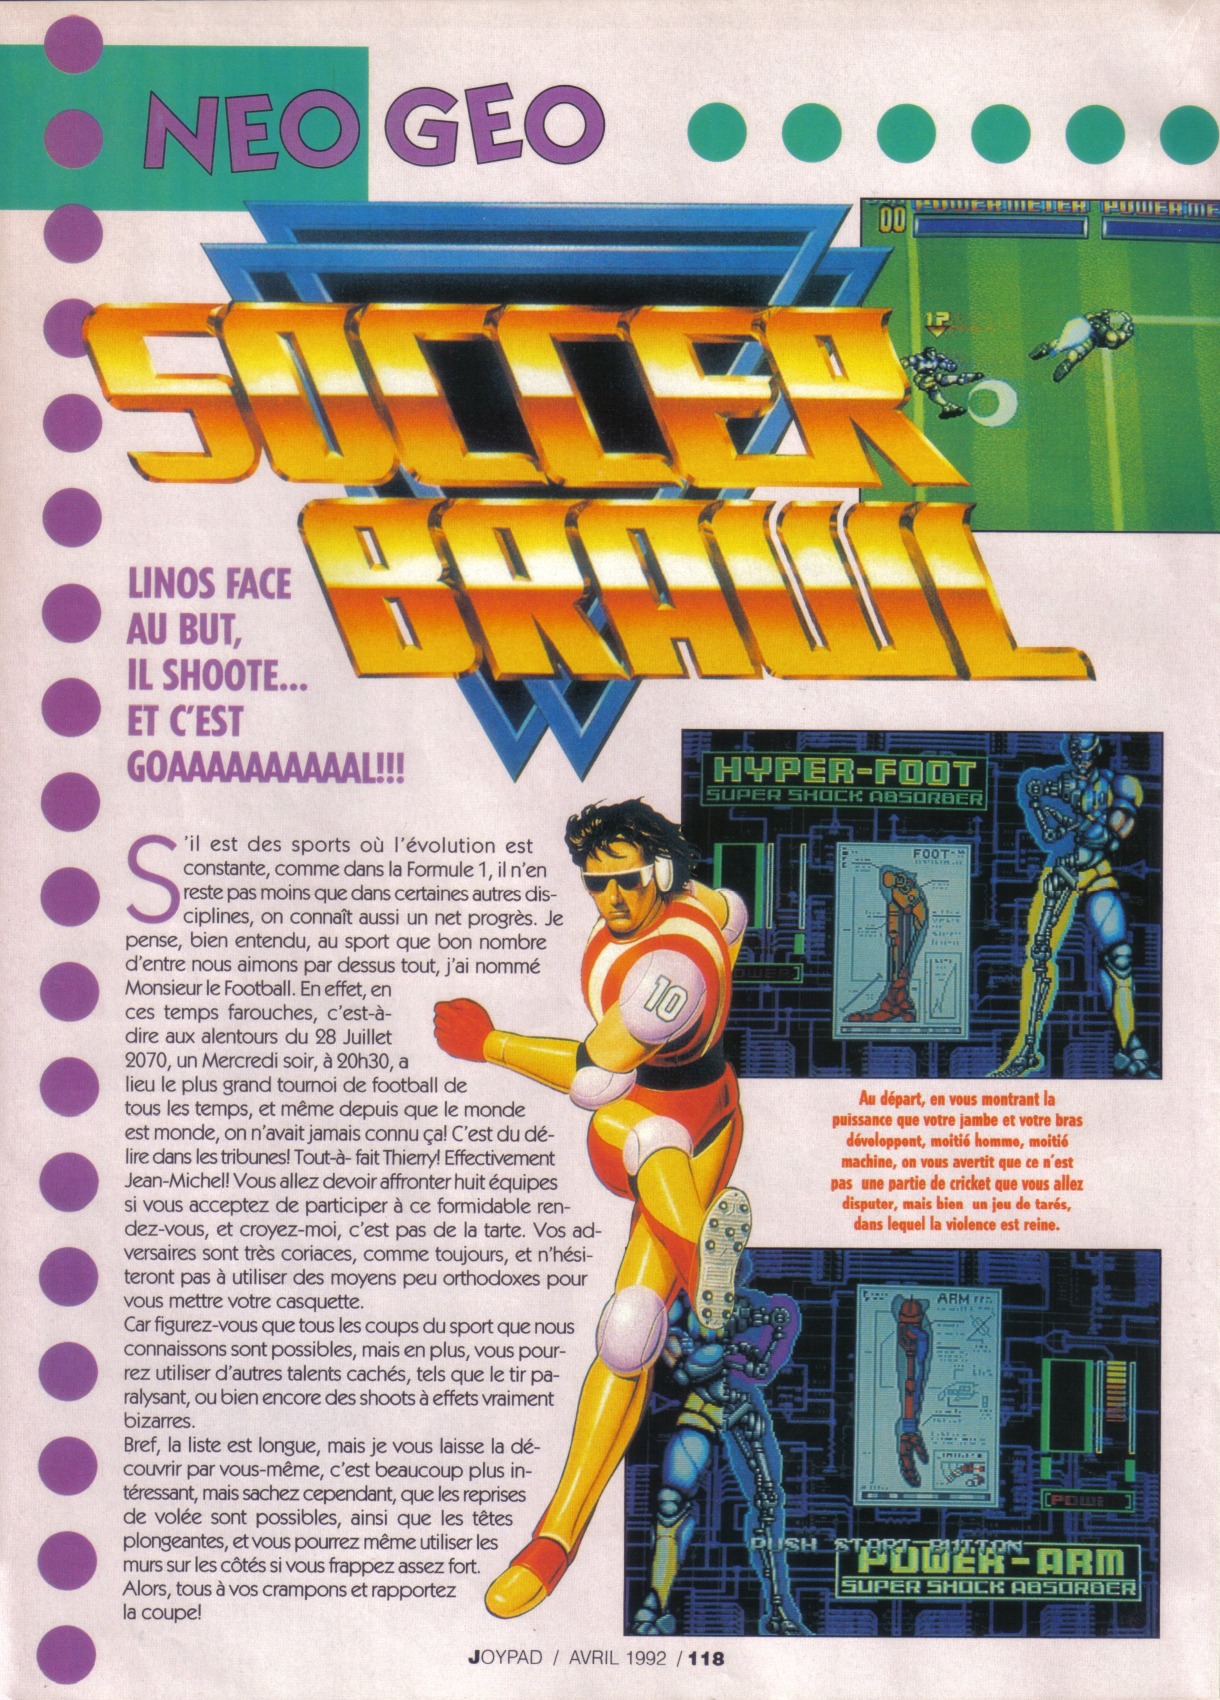 NEO GEO
00 POWER METER POWER ME
1P
SOCCER
BRAWL
LINOS FACE
AU BUT,
IL SHOOTE...
ET C'EST
GOAAAAAAAAAAL!!!
S'il est des sports où l'évolution est
constante, comme dans la Formule 1, il n'en
reste pas moins que dans certaines autres dis-
ciplines, on connaît aussi un net progrès. Je
pense, bien entendu, au sport que bon nombre
d'entre nous aimons par dessus tout, j'ai nommé
Monsieur le Football. En effet, en
ces temps farouches, c'est-à-
dire aux alentours du 28 Juillet
2070, un Mercredi soir, à 20h30, a
lieu le plus grand tournoi de football de
tous les temps, et même depuis que le monde
est monde, on n'avait jamais connu ça! C'est du dé-
lire dans les tribunes! Tout-à- fait Thierry! Effectivement
Jean-Michel! Vous allez devoir affronter huit équipes
si vous acceptez de participer à ce formidable ren-
dez-vous, et croyez-moi, c'est pas de la tarte. Vos ad-
versaires sont très coriaces, comme toujours, et n'hési-
teront pas à utiliser des moyens peu orthodoxes pour
vous mettre votre casquette.
Car figurez-vous que tous les coups du sport que nous
connaissons sont possibles, mais en plus, vous pour-
rez utiliser d'autres talents cachés, tels que le tir pa-
ralysant, ou bien encore des shoots à effets vraiment
bizarres.
Bref, la liste est longue, mais je vous laisse la dé-
couvrir par vous-même, c'est beaucoup plus in-
téressant, mais sachez cependant, que les reprises
de volée sont possibles, ainsi que les têtes
plongeantes, et vous pourrez même utiliser les
murs sur les côtés si vous frappez assez fort.
Alors, tous à vos crampons et rapportez
la coupe!
10
HYPER-FOOT
SUPER SHOCK ABSORBER
FOOT
POWER
Au départ, en vous montrant la
puissance que votre jambe et votre bras
développent, moitié homme, moitié
machine, on vous avertit que ce n'est
pas une partie de cricket que vous allez
disputer, mais bien un jeu de tarés,
dans lequel la violence est reine.
ARM
POWE
PUSH START BUTTON
POWER-ARM
SUPER SHOCK ABSORBER
JOYPAD / AVRIL 1992 / 118